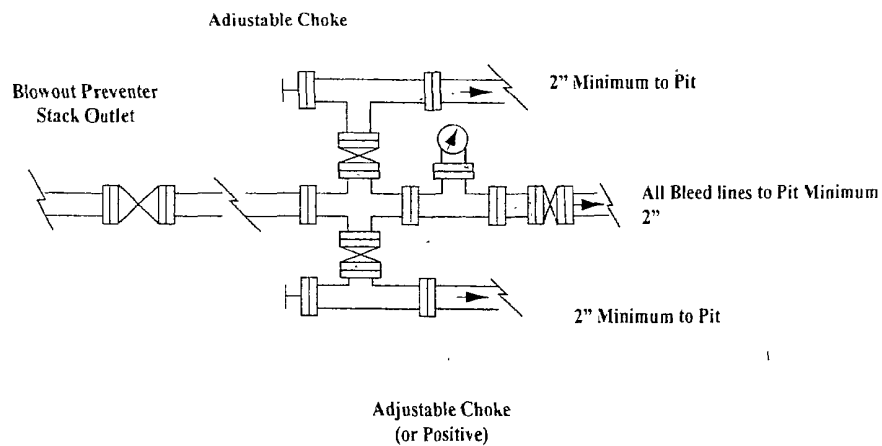 Adjustable Choke
2" Minimum to Pit
Blowout Preventer
Stack Outlet
All Bleed lines to Pit Minimum
2"
2" Minimum to Pit
Adjustable Choke
(or Positive)